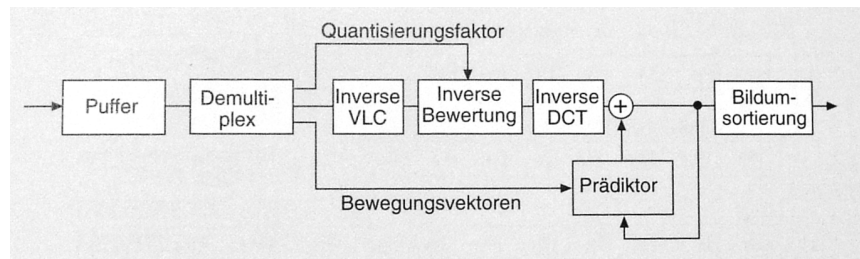 Quantisierungsfaktor
Puffer
Demulti-
plex
Inverse
VLC
Inverse
Bewertung
Inverse
DCT
+
Bildum-
sortierung
Prädiktor
Bewegungsvektoren